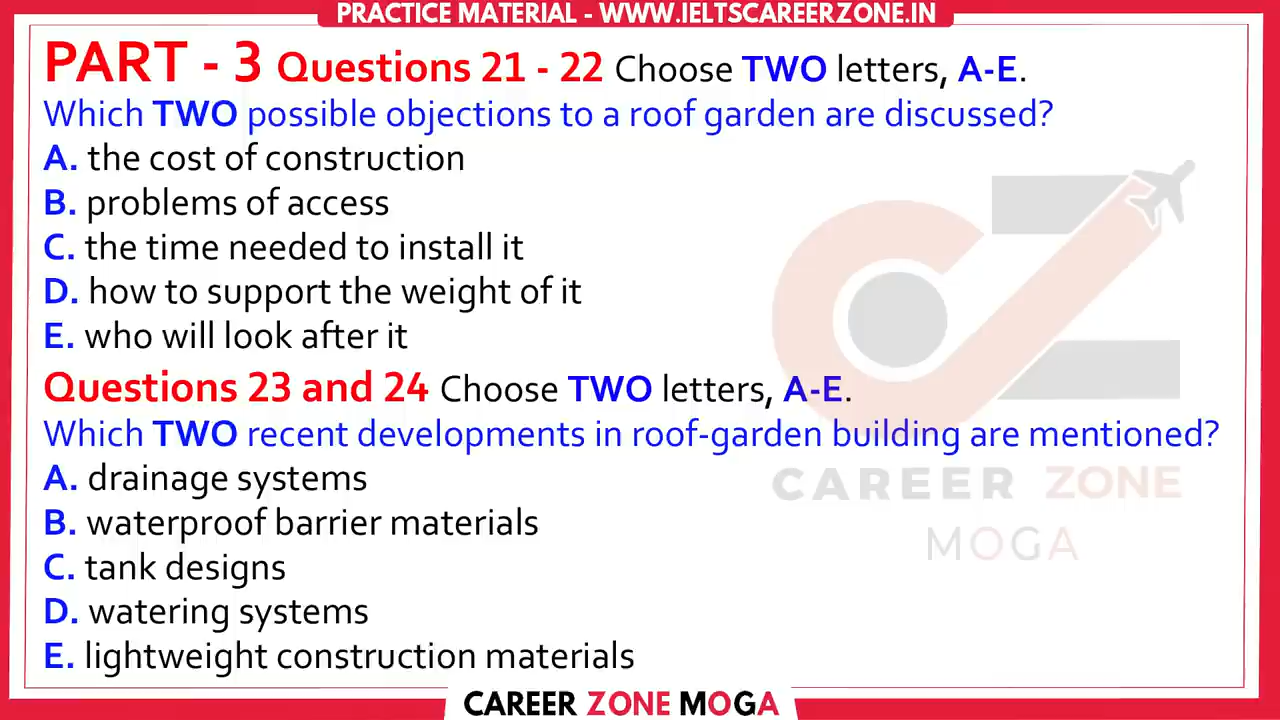 PRACTICE MATERIAL - WWW.IELTSCAREERZONE.IN
PART - 3 Questions 21 - 22 Choose TWO letters, A-E.
Which TWO possible objections to a roof garden are discussed?
A. the cost of construction
B. problems of access
C. the time needed to install it
D. how to support the weight of it
E. who will look after it
Questions 23 and 24 Choose TWO letters, A-E.
Which TWO recent developments in roof-garden building are mentioned?
A. drainage systems
B. waterproof barrier materials
C. tank designs
D. watering systems
E. lightweight construction materials
CAREER ZONE
MOGA
CAREER ZONE MOGA